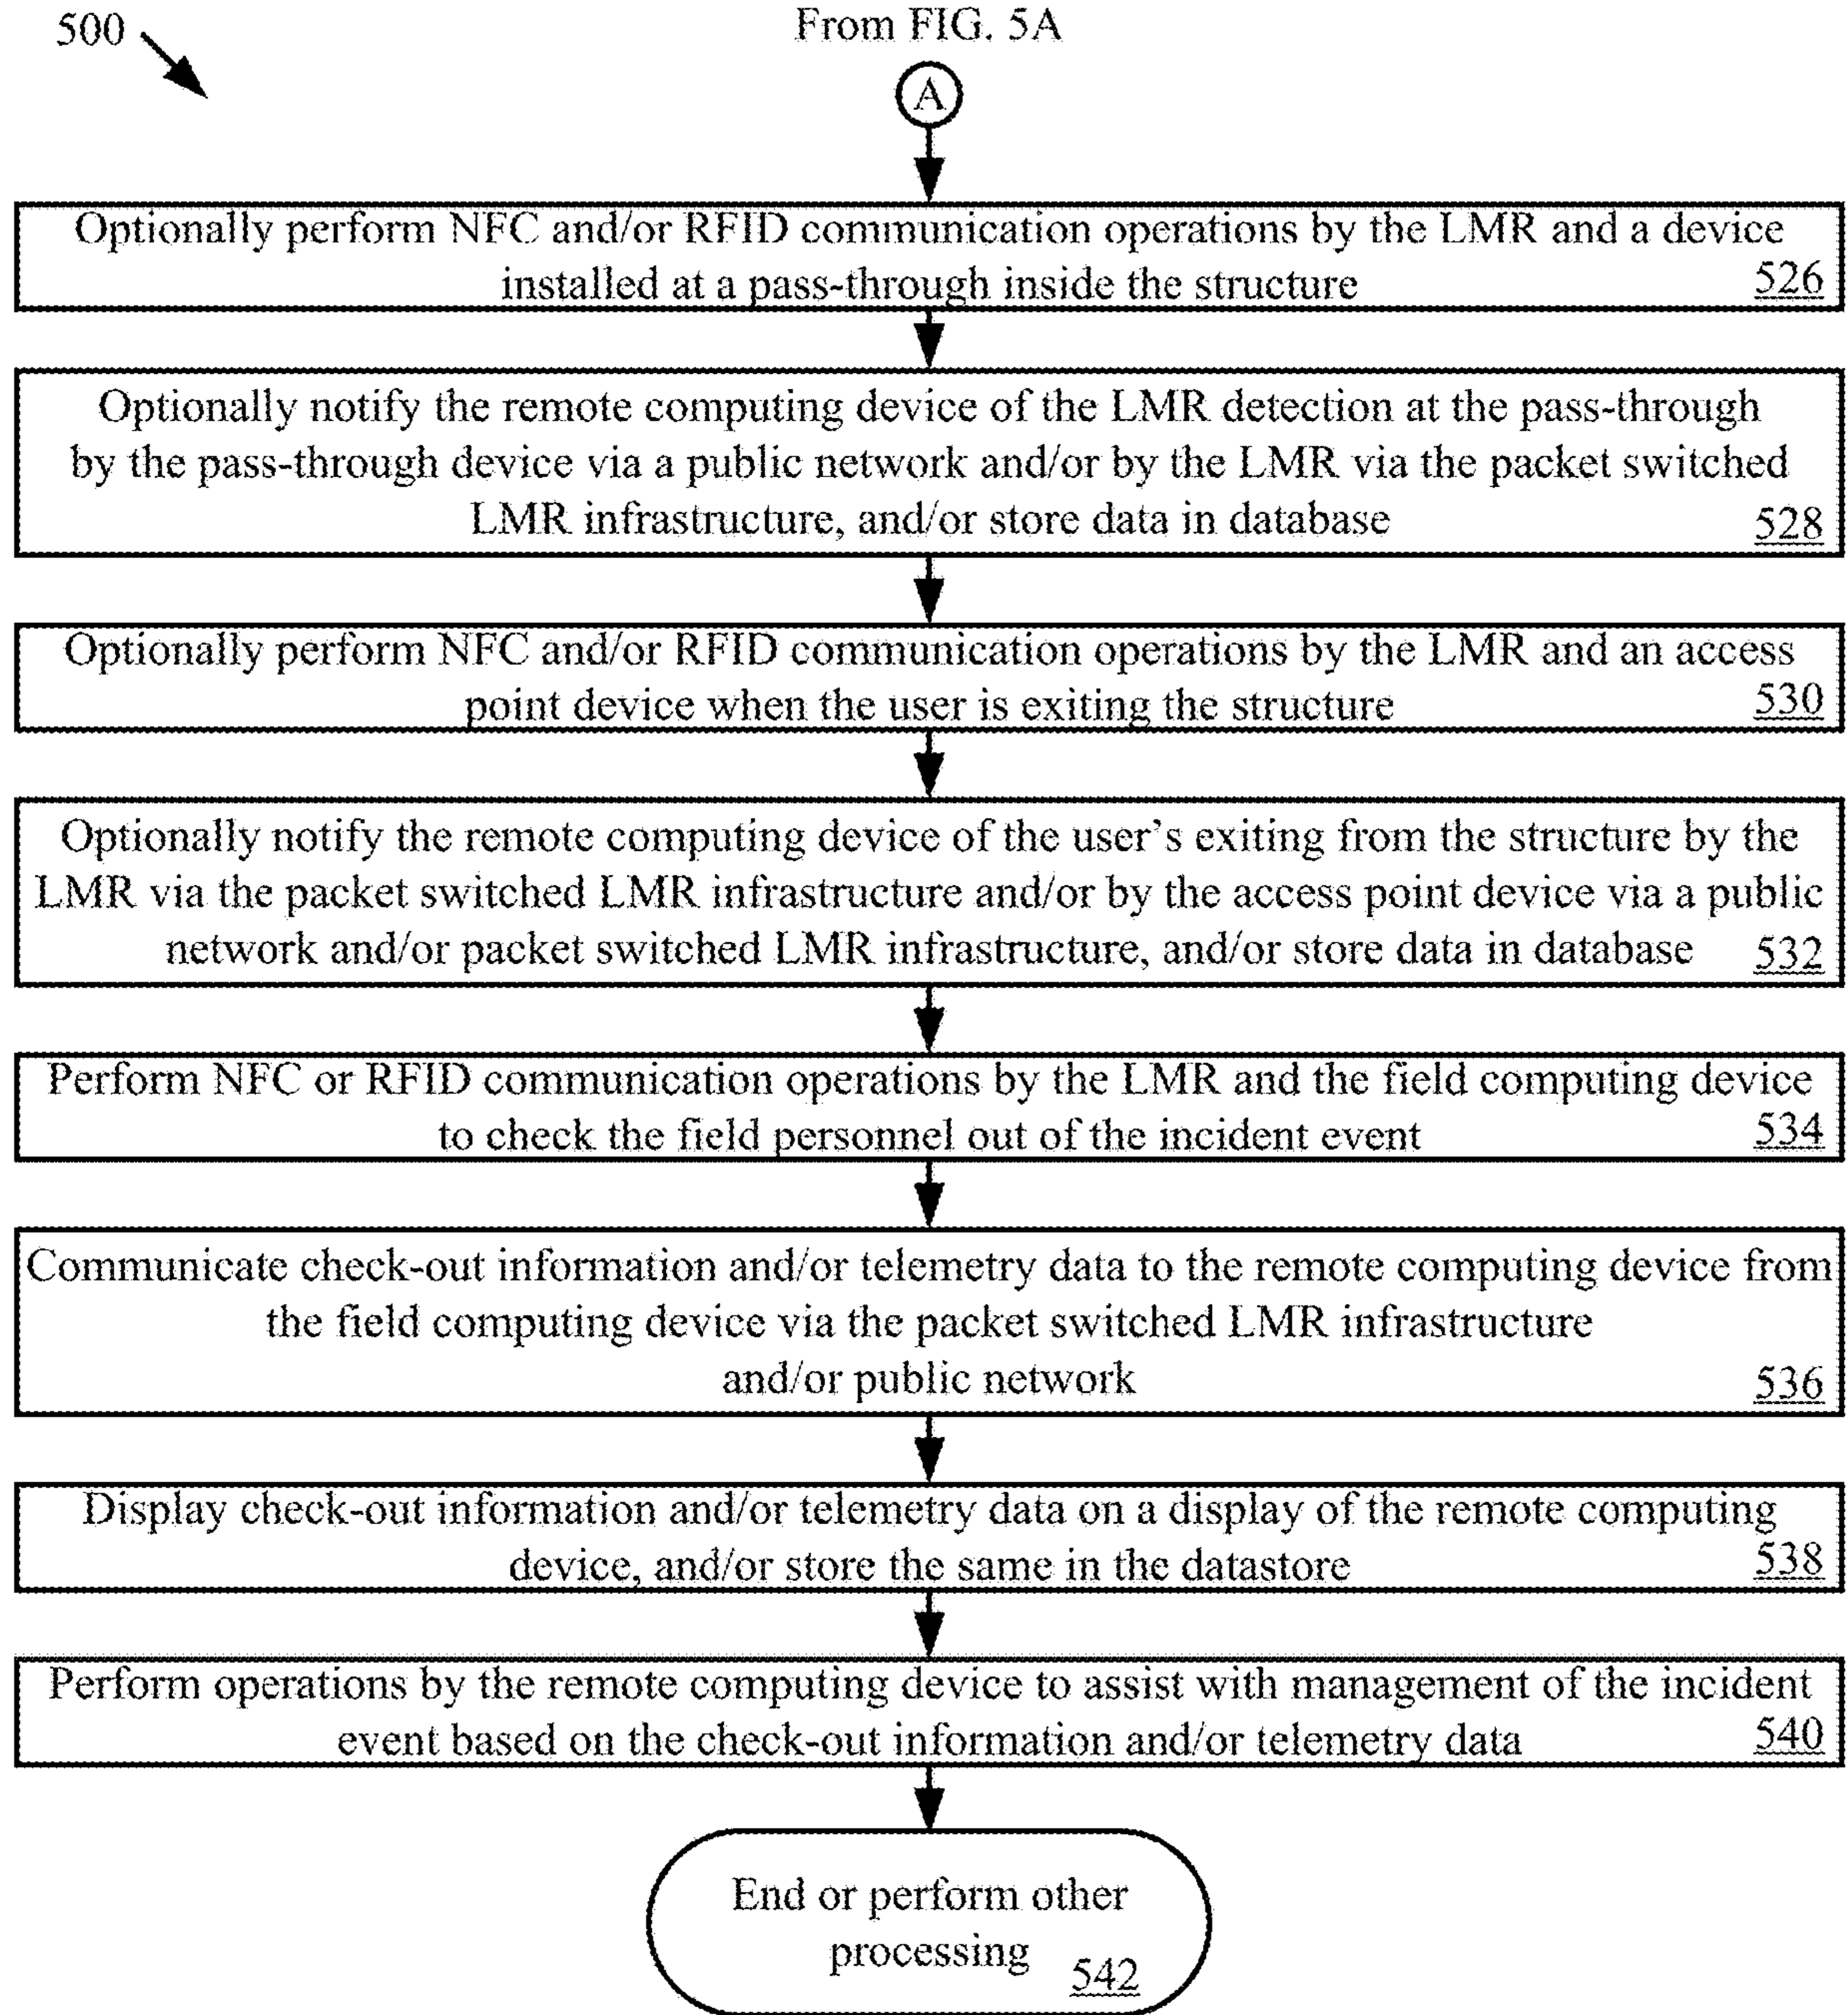 500
From FIG. 5A
A
Optionally perform NFC and/or RFID communication operations by the LMR and a device
installed at a pass-through inside the structure
526
Optionally notify the remote computing device of the LMR detection at the pass-through
by the pass-through device via a public network and/or by the LMR via the packet switched
LMR infrastructure, and/or store data in database
528
Optionally perform NFC and/or RFID communication operations by the LMR and an access
point device when the user is exiting the structure
530
Optionally notify the remote computing device of the user's exiting from the structure by the
LMR via the packet switched LMR infrastructure and/or by the access point device via a public
network and/or packet switched LMR infrastructure, and/or store data in database
532
Perform NFC or RFID communication operations by the LMR and the field computing device
to check the field personnel out of the incident event
534
Communicate check-out information and/or telemetry data to the remote computing device from
the field computing device via the packet switched LMR infrastructure
and/or public network
536
Display check-out information and/or telemetry data on a display of the remote computing
device, and/or store the same in the datastore
538
Perform operations by the remote computing device to assist with management of the incident
event based on the check-out information and/or telemetry data
540
End or perform other
processing
542